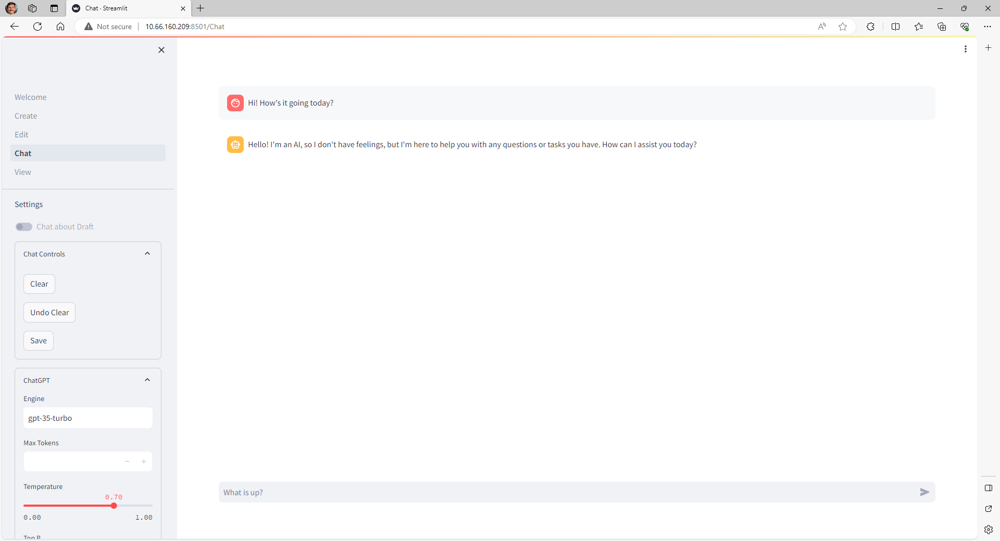 Chat · Streamlit
Not secure
10.66.160.209:8501/Chat
Welcome
Create
Edit
Chat
View
Settings
Chat about Draft
Chat Controls
Clear
Undo Clear
Save
ChatGPT
Engine
gpt-35-turbo
Max Tokens
Temperature
0.70
0.00 1.00
Top P
Hi! How's it going today?
Hello! I'm an AI, so I don't have feelings, but I'm here to help you with any questions or tasks you have. How can I assist you today?
What is up?